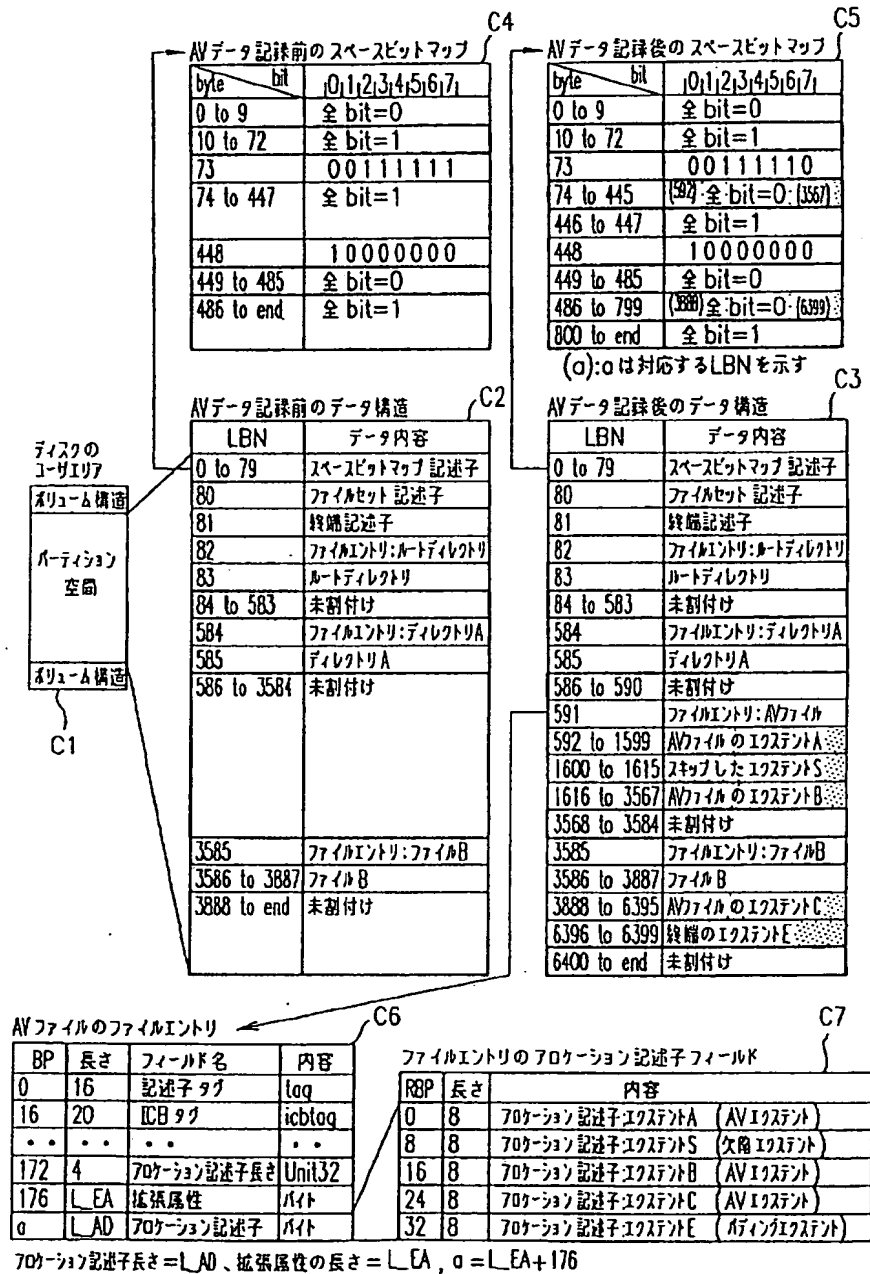 C4
AVデータ記録前のスペースビットマップ
byte bit 0 1 2 3 4 5 6 7
0 to 9 全bit=0
10 to 72 全bit=1
73 00111111
74 to 447 全bit=1
448 10000000
449 to 485 全bit=0
486 to end 全bit=1
C5
AVデータ記録後のスペースビットマップ
byte bit 0 1 2 3 4 5 6 7
0 to 9 全bit=0
10 to 72 全bit=1
73 00111110
74 to 445 (592) 全bit=0 (3567)
446 to 447 全bit=1
448 10000000
449 to 485 全bit=0
486 to 799 (3888) 全bit=0 (6399)
800 to end 全bit=1
(a):aは対応するLBNを示す
ディスクの
ユーザエリア
ボリューム構造
パーティション
空間
ボリューム構造
C1
C2
AVデータ記録前のデータ構造
LBN データ内容
0 to 79 スペースビットマップ記述子
80 ファイルセット記述子
81 終端記述子
82 ファイルエントリ:ルートディレクトリ
83 ルートディレクトリ
84 to 583 未割付け
584 ファイルエントリ:ディレクトリA
585 ディレクトリA
586 to 3584 未割付け
3585 ファイルエントリ:ファイルB
3586 to 3887 ファイルB
3888 to end 未割付け
C3
AVデータ記録後のデータ構造
LBN データ内容
0 to 79 スペースビットマップ記述子
80 ファイルセット記述子
81 終端記述子
82 ファイルエントリ:ルートディレクトリ
83 ルートディレクトリ
84 to 583 未割付け
584 ファイルエントリ:ディレクトリA
585 ディレクトリA
586 to 590 未割付け
591 ファイルエントリ:AVファイル
592 to 1599 AVファイルのエクステントA
1600 to 1615 スキップしたエクステントS
1616 to 3567 AVファイルのエクステントB
3568 to 3584 未割付け
3585 ファイルエントリ:ファイルB
3586 to 3887 ファイルB
3888 to 6395 AVファイルのエクステントC
6396 to 6399 終端のエクステントE
6400 to end 未割付け
C6
AVファイルのファイルエントリ
BP 長さ フィールド名 内容
0 16 記述子タグ tag
16 20 ICBタグ icbtag
・・ ・・ ・・ ・・
172 4 アロケーション記述子長さ Unit32
176 L_EA 拡張属性 バイト
a L_AD アロケーション記述子 バイト
アロケーション記述子長さ=L_AD、拡張属性の長さ=L_EA, a=L_EA+176
C7
ファイルエントリのアロケーション記述子フィールド
RBP 長さ 内容
0 8 アロケーション記述子:エクステントA (AVエクステント)
8 8 アロケーション記述子:エクステントS (欠陥エクステント)
16 8 アロケーション記述子:エクステントB (AVエクステント)
24 8 アロケーション記述子:エクステントC (AVエクステント)
32 8 アロケーション記述子:エクステントE (パディングエクステント)